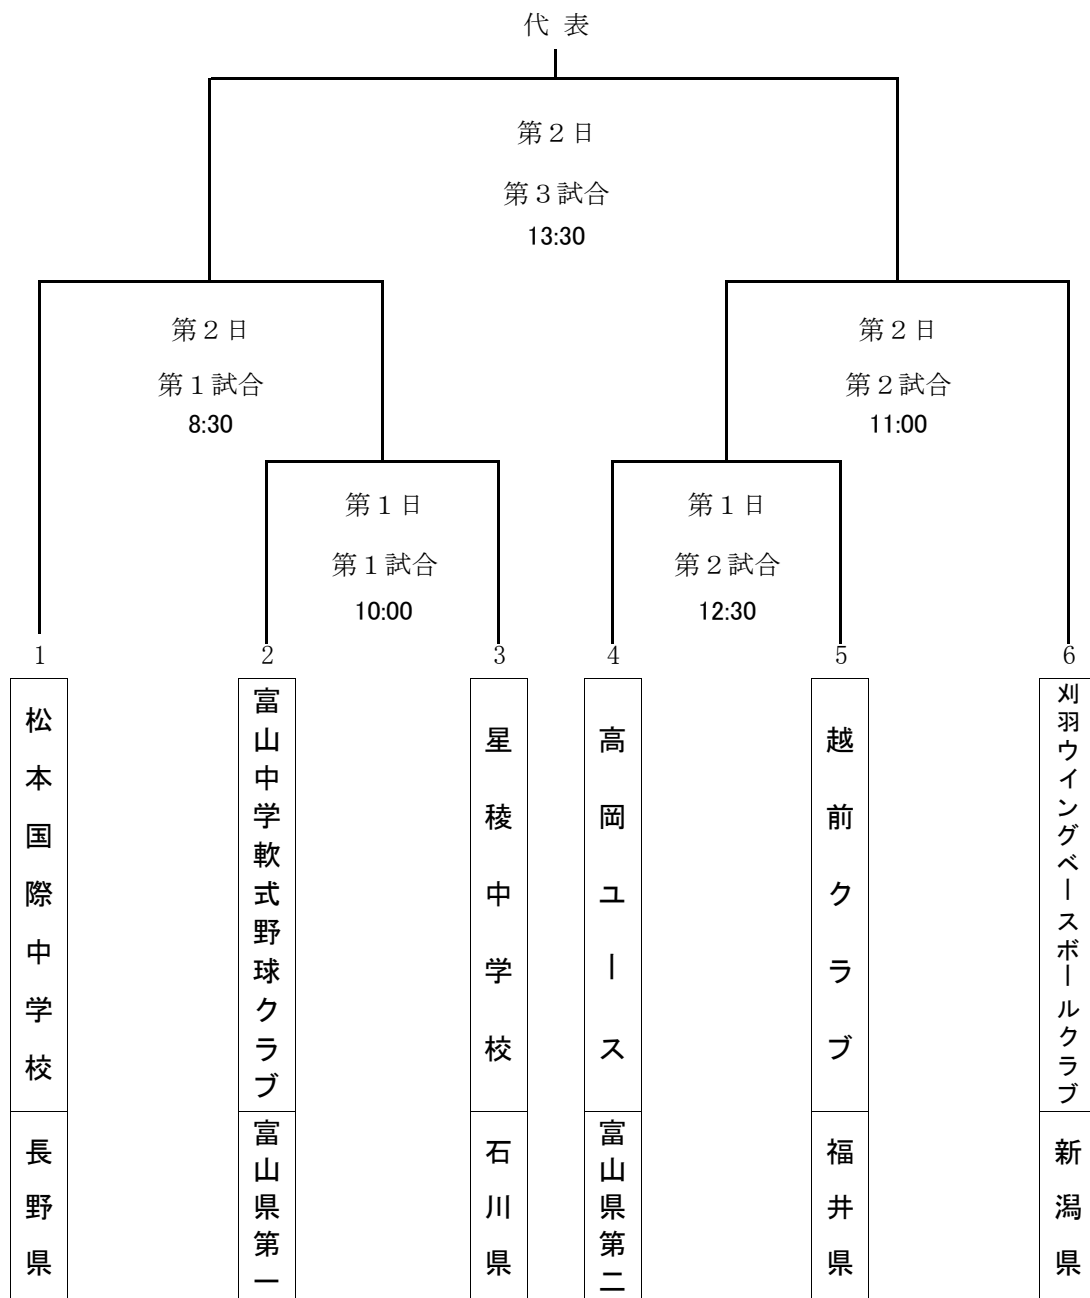 代 表
第２日
第３試合
13:30
第２日
第１試合
8:30
第２日
第２試合
11:00
第１日
第１試合
10:00
第１日
第２試合
12:30
1
2
3
4
5
6
松本国際中学校
富山中学軟式野球クラブ
星稜中学校
高岡ユース
越前クラブ
刈羽ウイングベースボールクラブ
長野県
富山県第一
石川県
富山県第二
福井県
新潟県